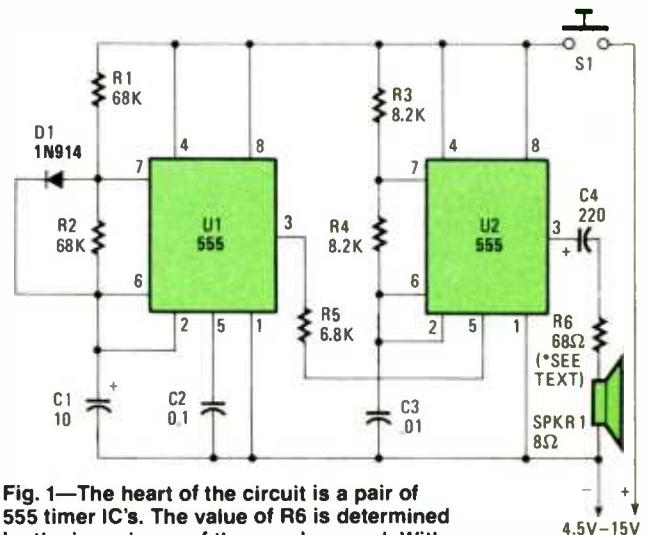 S1
R1
68K
R3
8.2K
D1
1N914
4
8
4
8
7
7
C4
220
R2
68K
U1
555
3
R4
8.2K
U2
555
3
+
6
6
2
5
1
R5
6.8K
2
5
1
R6
68Ω
(*SEE
TEXT)
C1
10
+
C2
0.1
C3
.01
SPKR1
8Ω
− +
4.5V–15V
Fig. 1—The heart of the circuit is a pair of
555 timer IC's. The value of R6 is determined